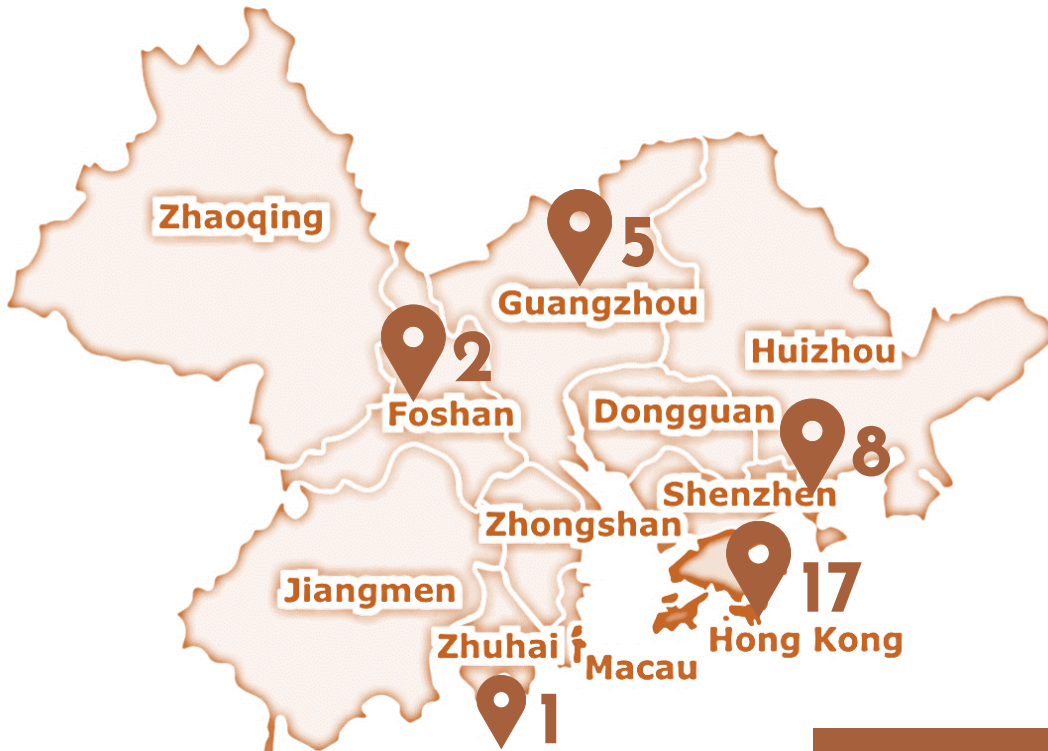 Zhaoqing
5
Guangzhou
2
Huizhou
Foshan
Dongguan
8
Shenzhen
Zhongshan
17
Jiangmen
Hong Kong
Zhuhai
Macau
1